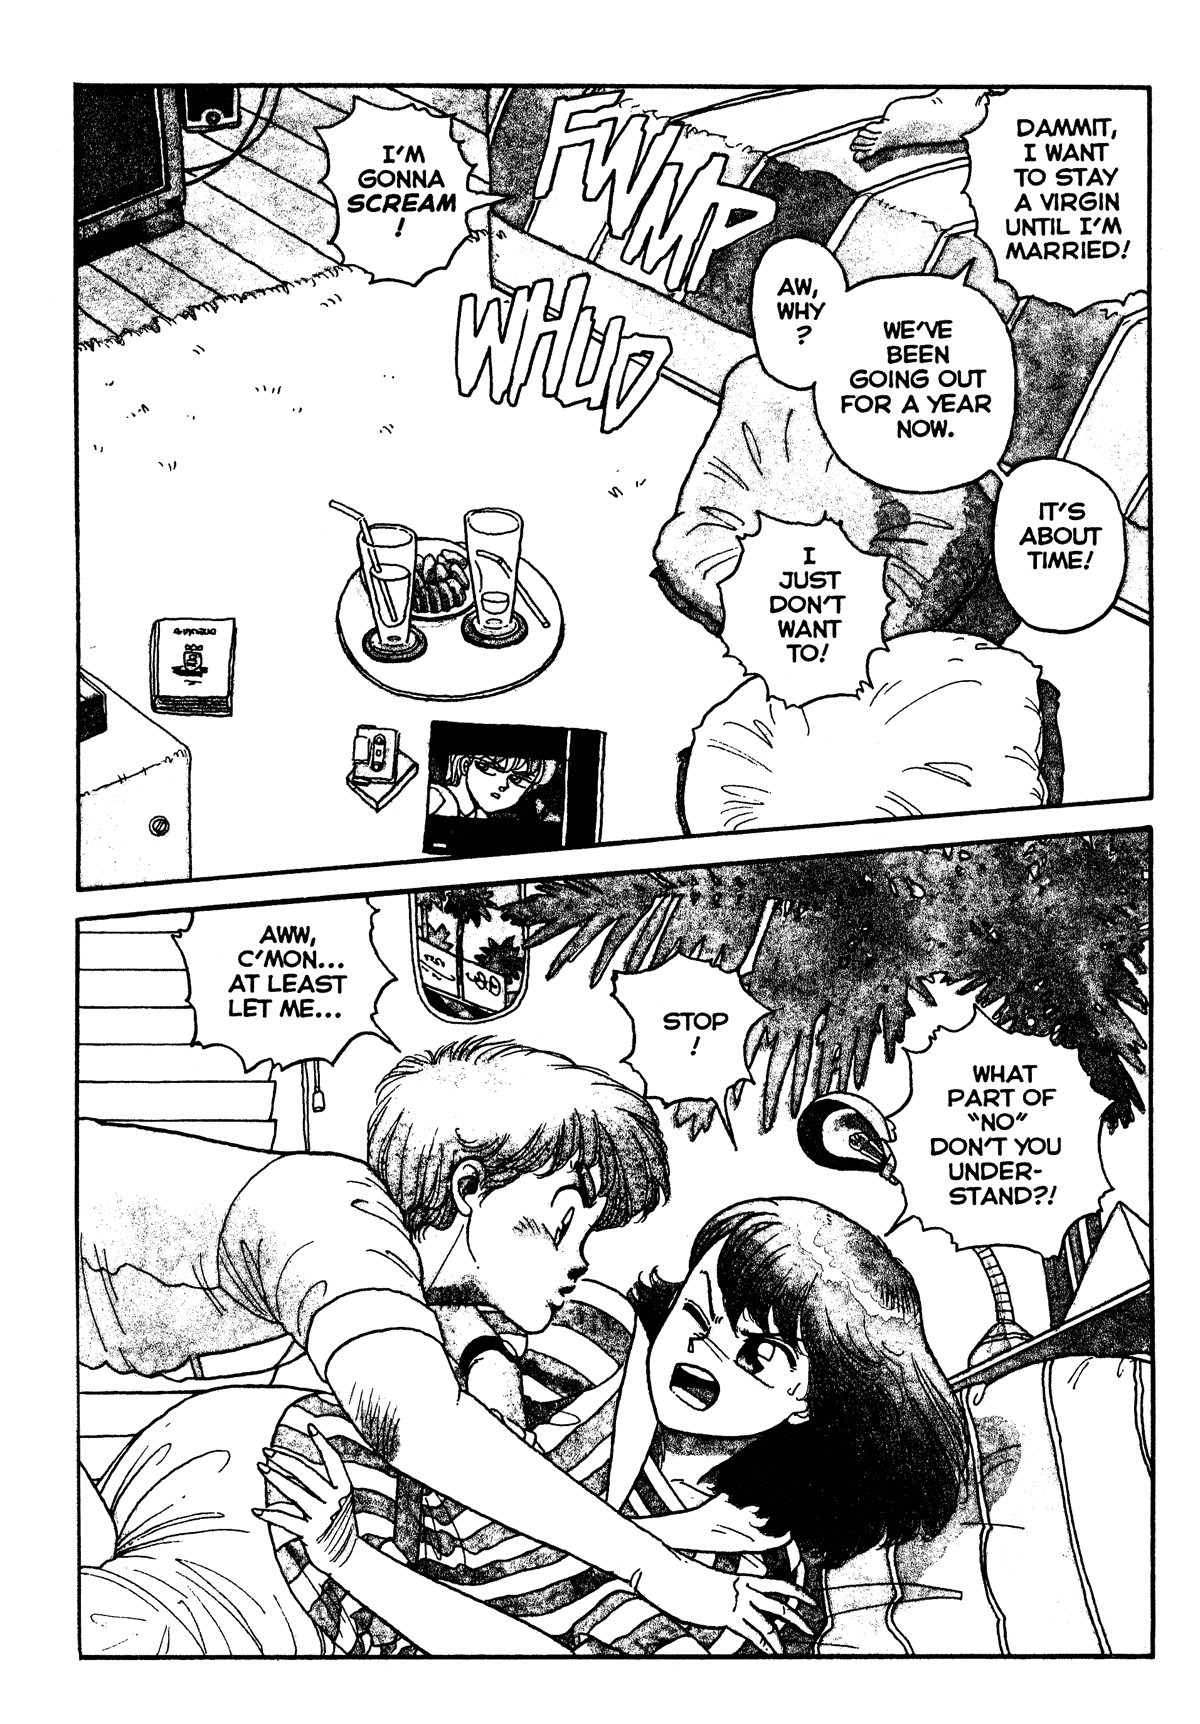 DAMMIT,
I WANT
TO STAY
A VIRGIN
UNTIL I'M
MARRIED!
FWMP
I'M
GONNA
SCREAM
!
WHUD
AW,
WHY
?
WE'VE
BEEN
GOING OUT
FOR A YEAR
NOW.
IT'S
ABOUT
TIME!
I
JUST
DON'T
WANT
TO!
AWW,
C'MON...
AT LEAST
LET ME...
STOP
!
WHAT
PART OF
"NO"
DON'T YOU
UNDER-
STAND?!